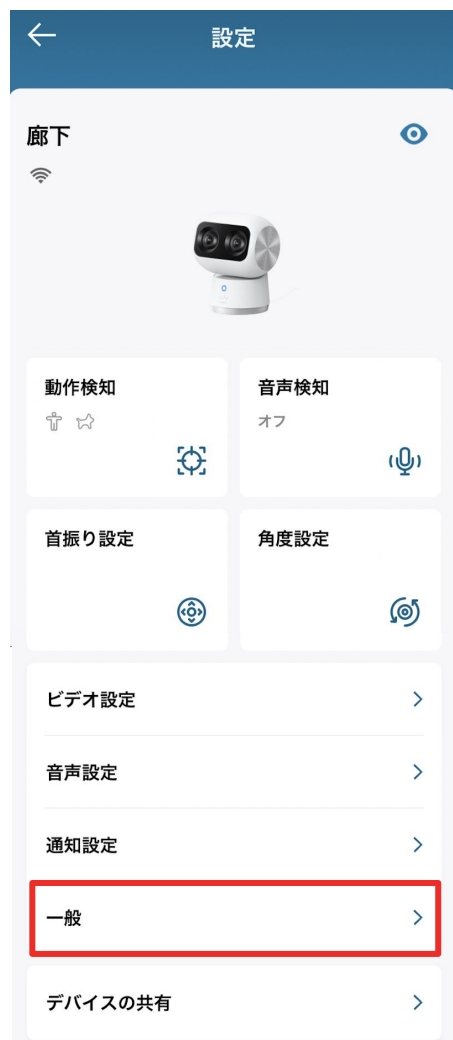 設定
廊下
動作検知
音声検知
オフ
首振り設定
角度設定
ビデオ設定
音声設定
通知設定
一般
デバイスの共有